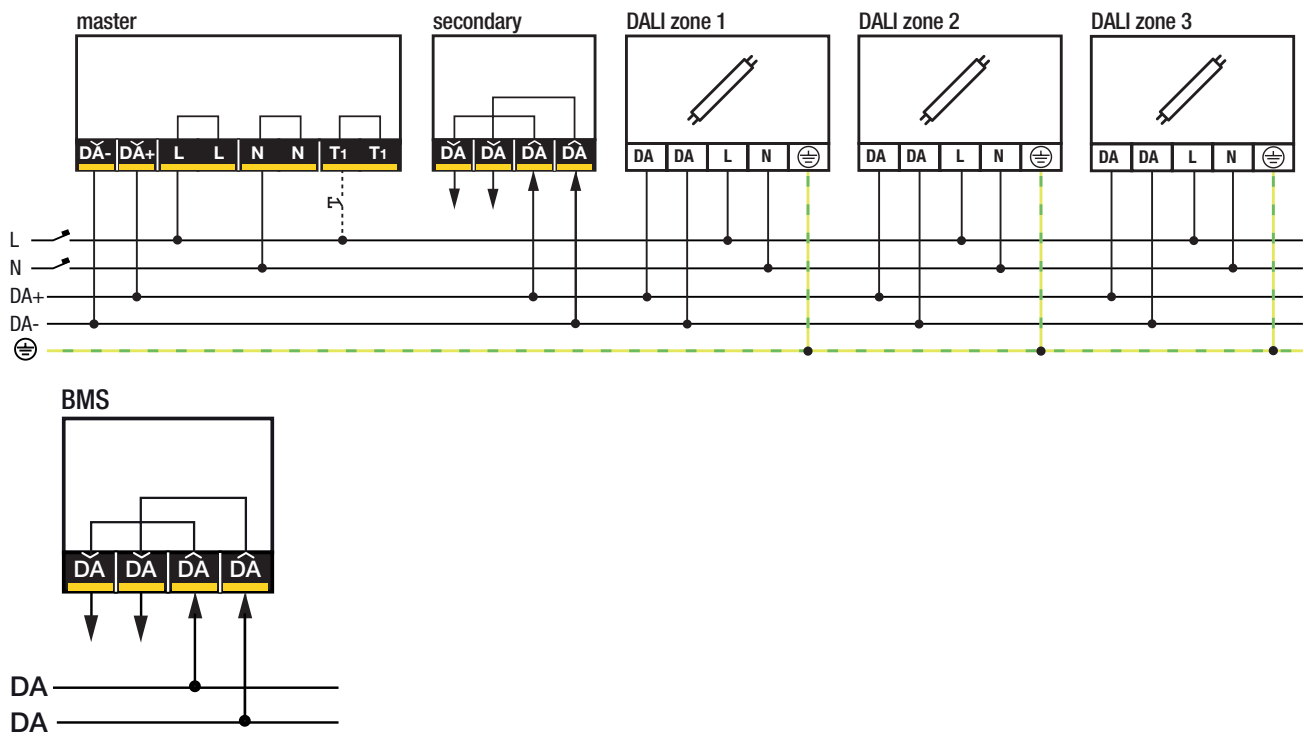 master secondary DALI zone 1 DALI zone 2 DALI zone 3
DA- DA+ L L N N T1 T1 DA DA DA DA DA DA L N DA DA L N DA DA L N
L
N
DA+
DA-
BMS
DA DA DA DA
DA
DA